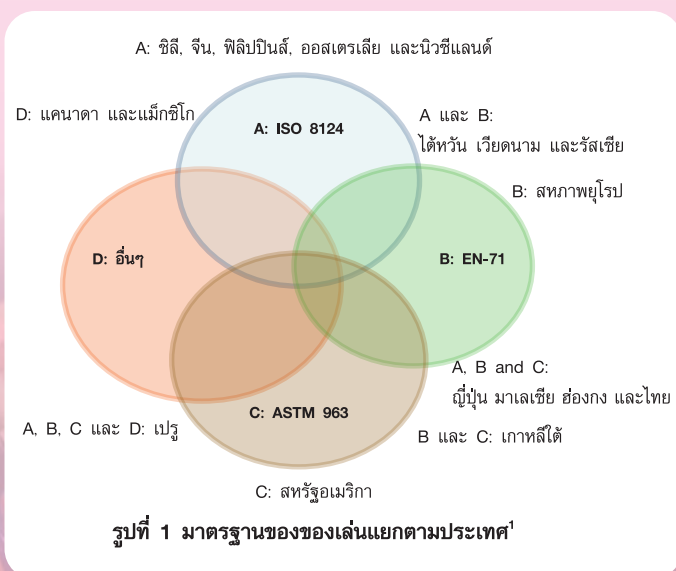 A: ชิลี, จีน, ฟิลิปปินส์, ออสเตรเลีย และนิวซีแลนด์
D: แคนาดา และแม็กซิโก
A: ISO 8124
A และ B:
ไต้หวัน เวียดนาม และรัสเซีย
B: สหภาพยุโรป
D: อื่นๆ
B: EN-71
A, B and C:
ญี่ปุ่น มาเลเซีย ฮ่องกง และไทย
C: ASTM 963
A, B, C และ D: เปรู
B และ C: เกาหลีใต้
C: สหรัฐอเมริกา
รูปที่ 1 มาตรฐานของของเล่นแยกตามประเทศ¹